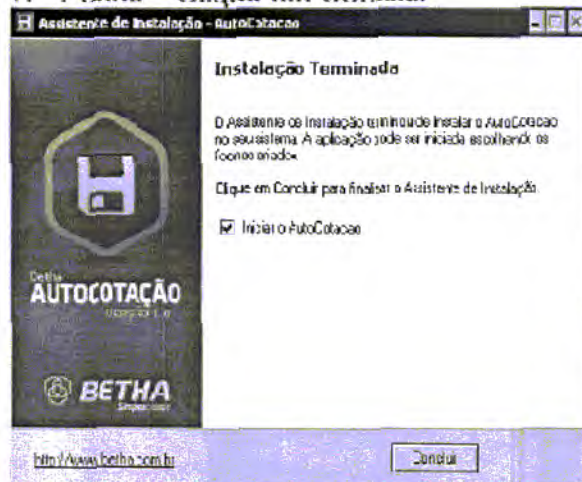 Assistente de Instalação - AutoCotacao
Instalação Terminada
O Assistente de Instalação terminou de instalar o AutoCotacao
no seu sistema. A aplicação pode ser iniciada escolhendo os
ícones criados.
Clique em Concluir para finalizar o Assistente de Instalação.
Iniciar o AutoCotacao
Betha
AUTOCOTAÇÃO
BETHA
http://www.betha.com.br
Concluir